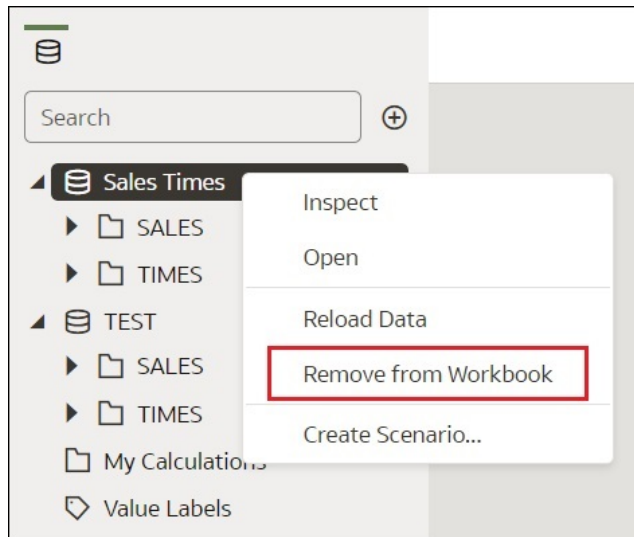 Search
Sales Times
SALES
TIMES
TEST
SALES
TIMES
My Calculations
Value Labels
Inspect
Open
Reload Data
Remove from Workbook
Create Scenario...